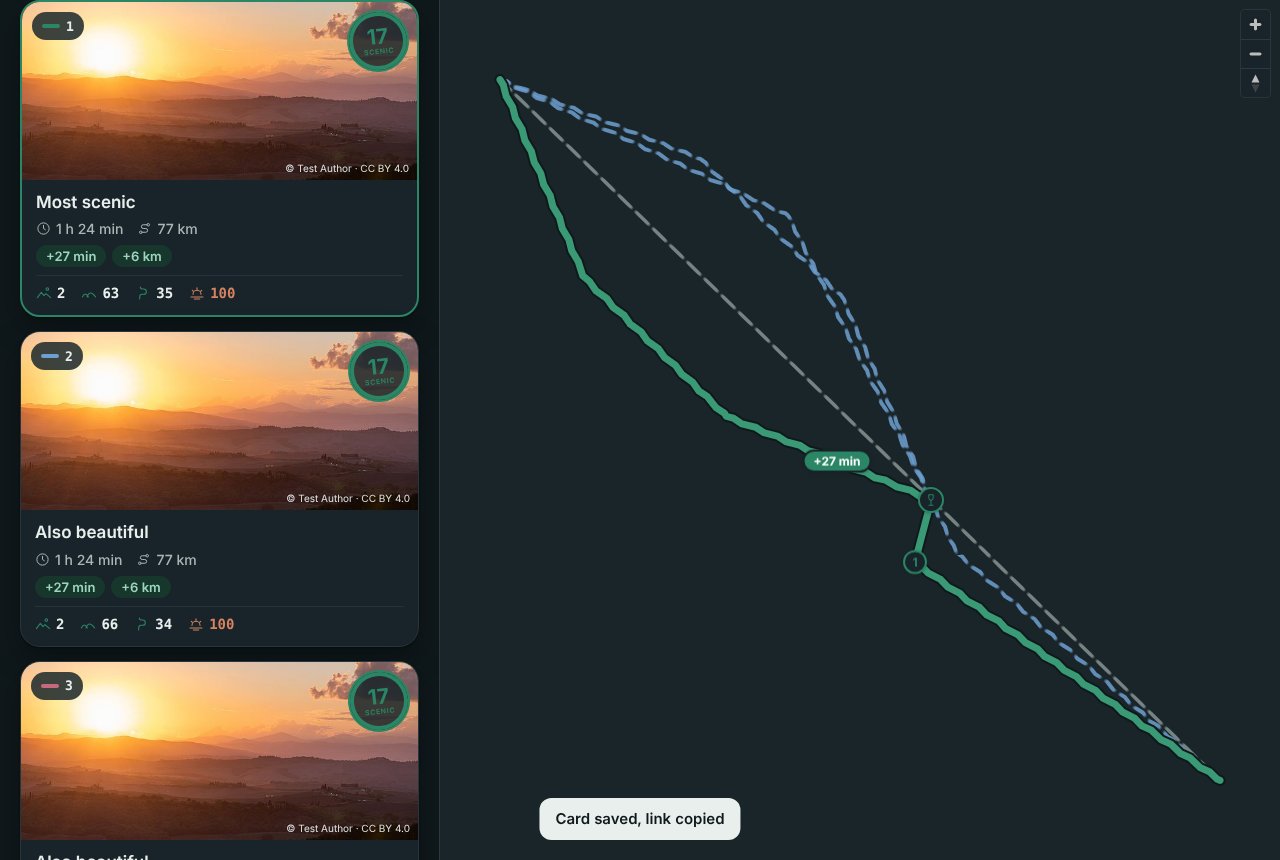 1
17
SCENIC
© Test Author · CC BY 4.0
Most scenic
1 h 24 min 77 km
+27 min +6 km
2 63 35 100
2
17
SCENIC
© Test Author · CC BY 4.0
Also beautiful
1 h 24 min 77 km
+27 min +6 km
2 66 34 100
3
17
SCENIC
© Test Author · CC BY 4.0
Also beautiful
+27 min
1
Card saved, link copied